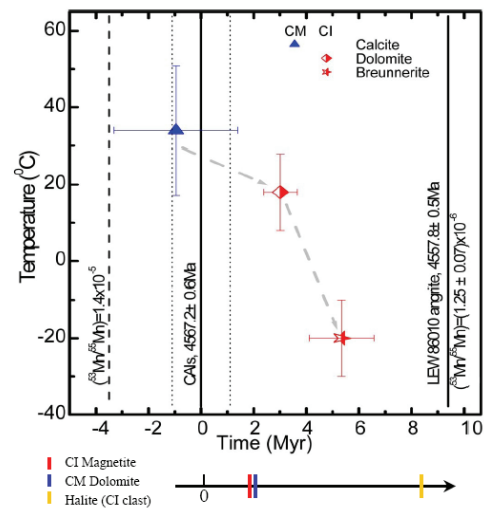 60
40
20
0
-20
-40
Temperature (⁰C)
CM CI
Calcite
Dolomite
Breunnerite
(⁵³Mn/⁵⁵Mn)=1.4x10⁻⁵
CAIs, 4567.2± 0.6Ma
LEW 86010 angrite, 4557.8± 0.5Ma
(⁵³Mn/⁵⁵Mn)=(1.25 ± 0.07)x10⁻⁶
-4 -2 0 2 4 6 8 10
Time (Myr)
CI Magnetite
CM Dolomite
Halite (CI clast)
0